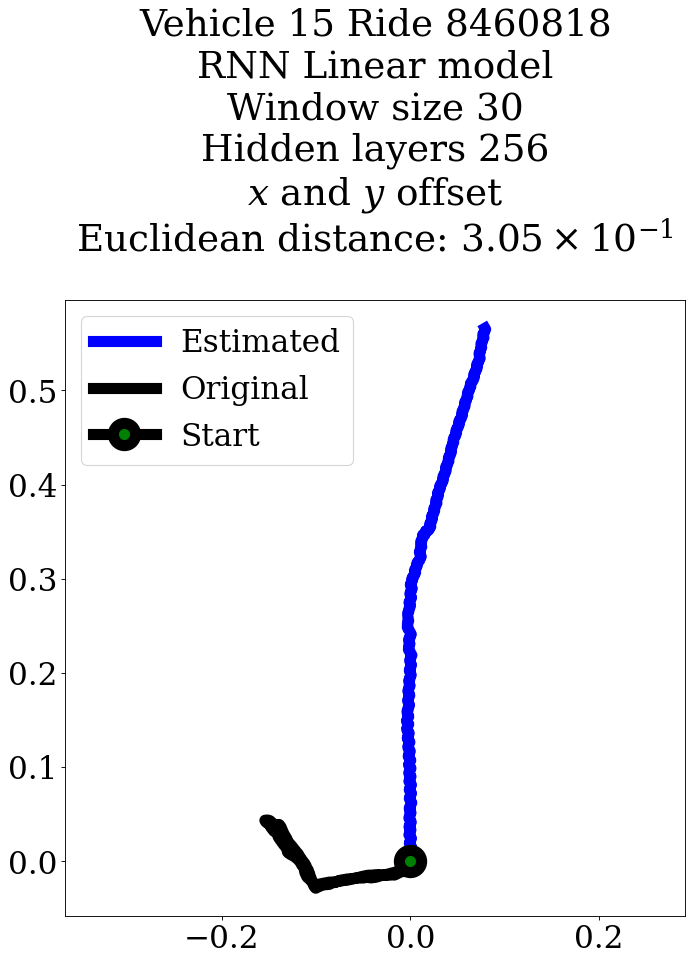 Vehicle 15 Ride 8460818
RNN Linear model
Window size 30
Hidden layers 256
x and y offset
Euclidean distance: 3.05 × 10⁻¹
Estimated
Original
Start
0.5
0.4
0.3
0.2
0.1
0.0
−0.2 0.0 0.2